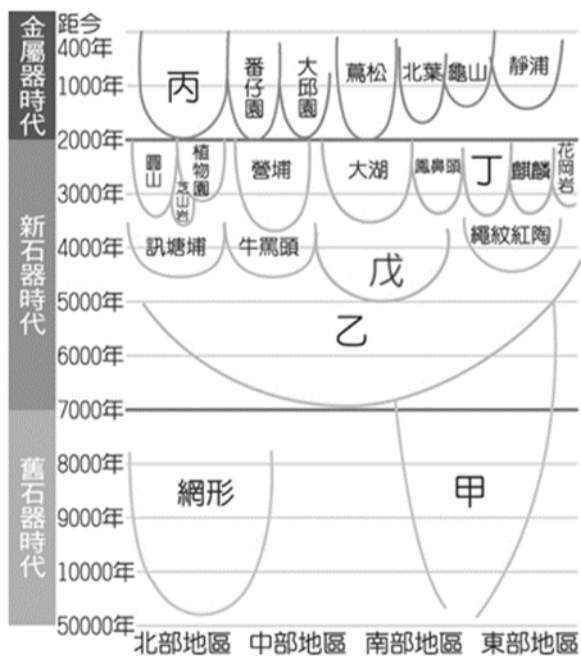 距今
金屬器時代
400年
1000年
2000年
丙
番仔園
大邱園
蔦松
北葉
龜山
靜浦
新石器時代
3000年
4000年
5000年
6000年
7000年
圓山
芝山岩
植物園
營埔
大湖
鳳鼻頭
丁
麒麟
花岡岩
訊塘埔
牛罵頭
戊
繩紋紅陶
乙
舊石器時代
8000年
9000年
10000年
50000年
網形
甲
北部地區 中部地區 南部地區 東部地區